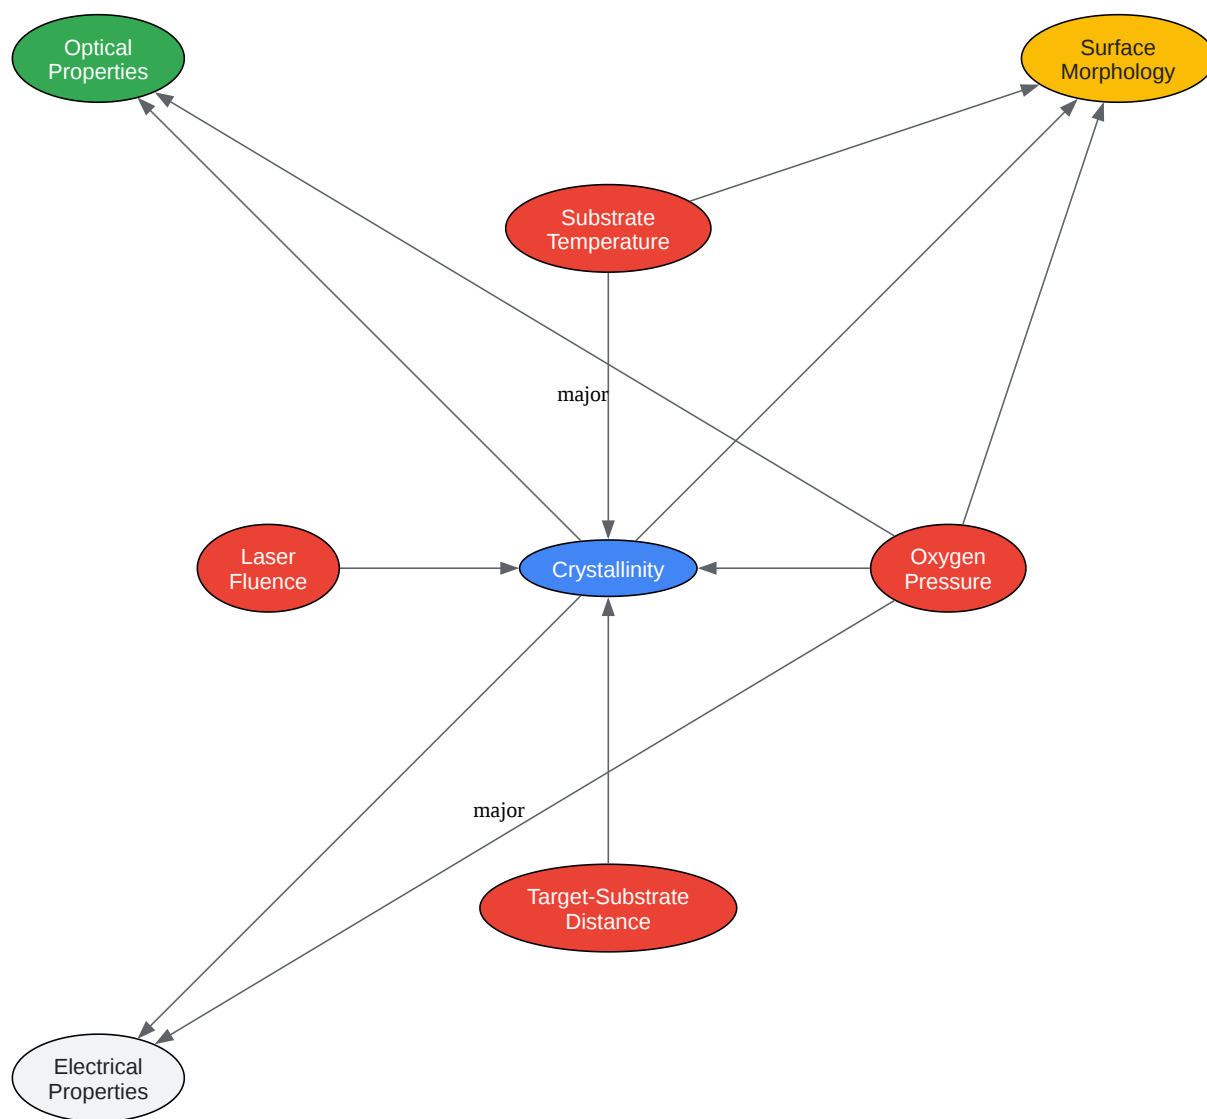 Optical
Properties
Surface
Morphology
Substrate
Temperature
major
Laser
Fluence
Crystallinity
Oxygen
Pressure
major
Target-Substrate
Distance
Electrical
Properties